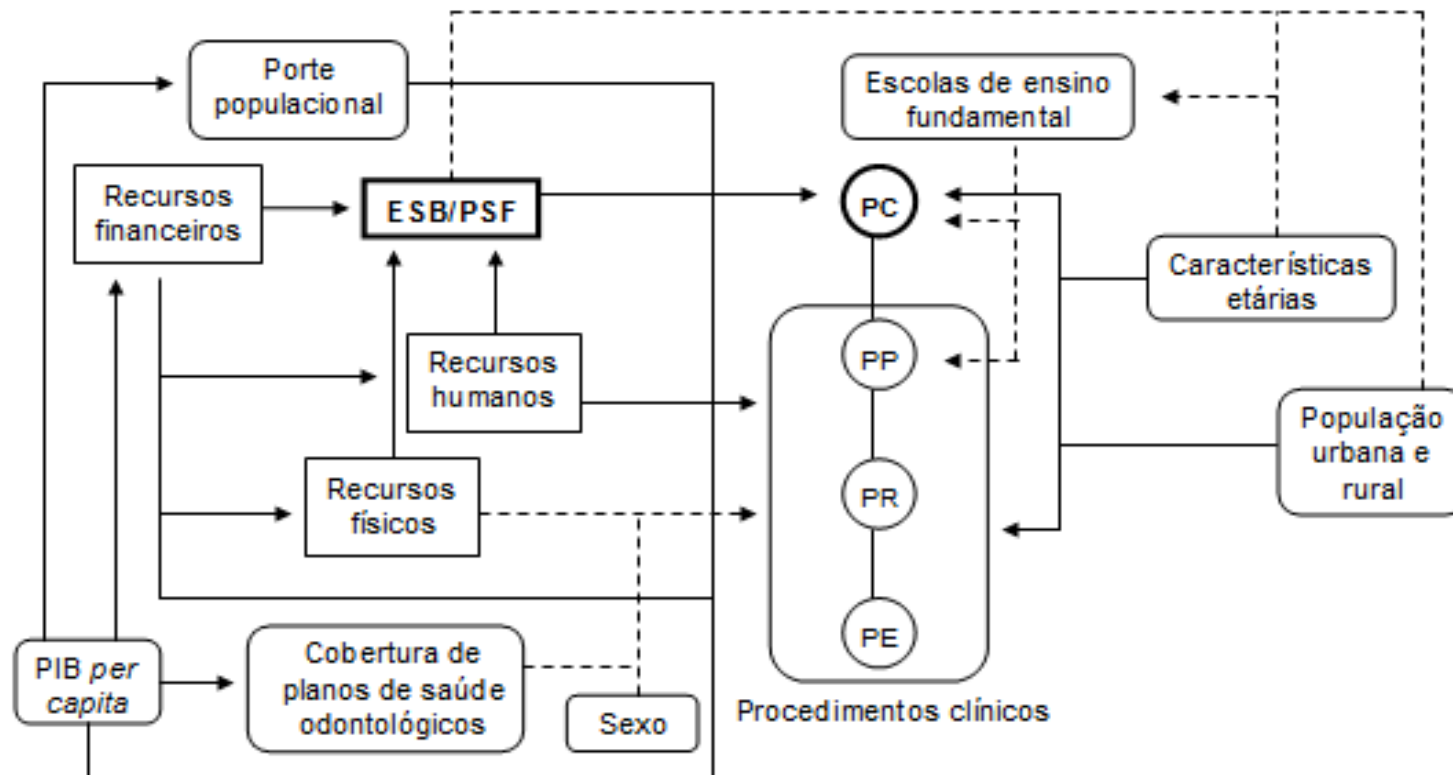 Porte
populacional
Escolas de ensino
fundamental
Recursos
financeiros
ESB/PSF
PC
Características
etárias
PP
Recursos
humanos
População
urbana e
rural
Recursos
físicos
PR
PIB per
capita
Cobertura de
planos de saúde
odontológicos
Sexo
PE
Procedimentos clínicos